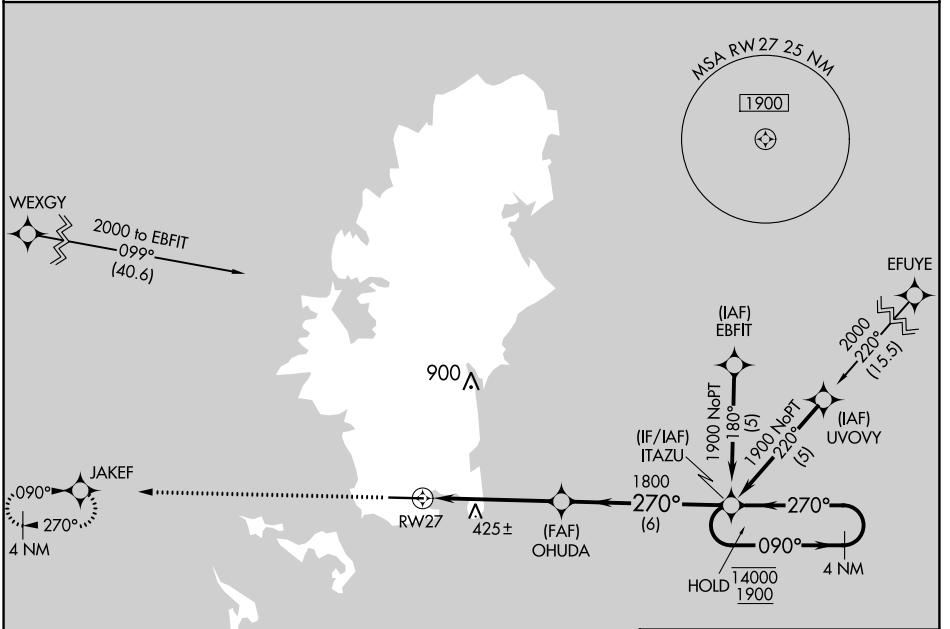 MSA RW 27 25 NM
1900
WEXGY
2000 to EBFIT
099°
(40.6)
EFUYE
2000
220°
(15.5)
(IAF)
EBFIT
1900 NoPT
180°
(5)
(IAF)
UVOVY
1900 NoPT
220°
(5)
900
(IF/IAF)
ITAZU
JAKEF
090°
270°
4 NM
RW27
425±
(FAF)
OHUDA
1800
270°
(6)
270°
090°
4 NM
HOLD
14000
1900